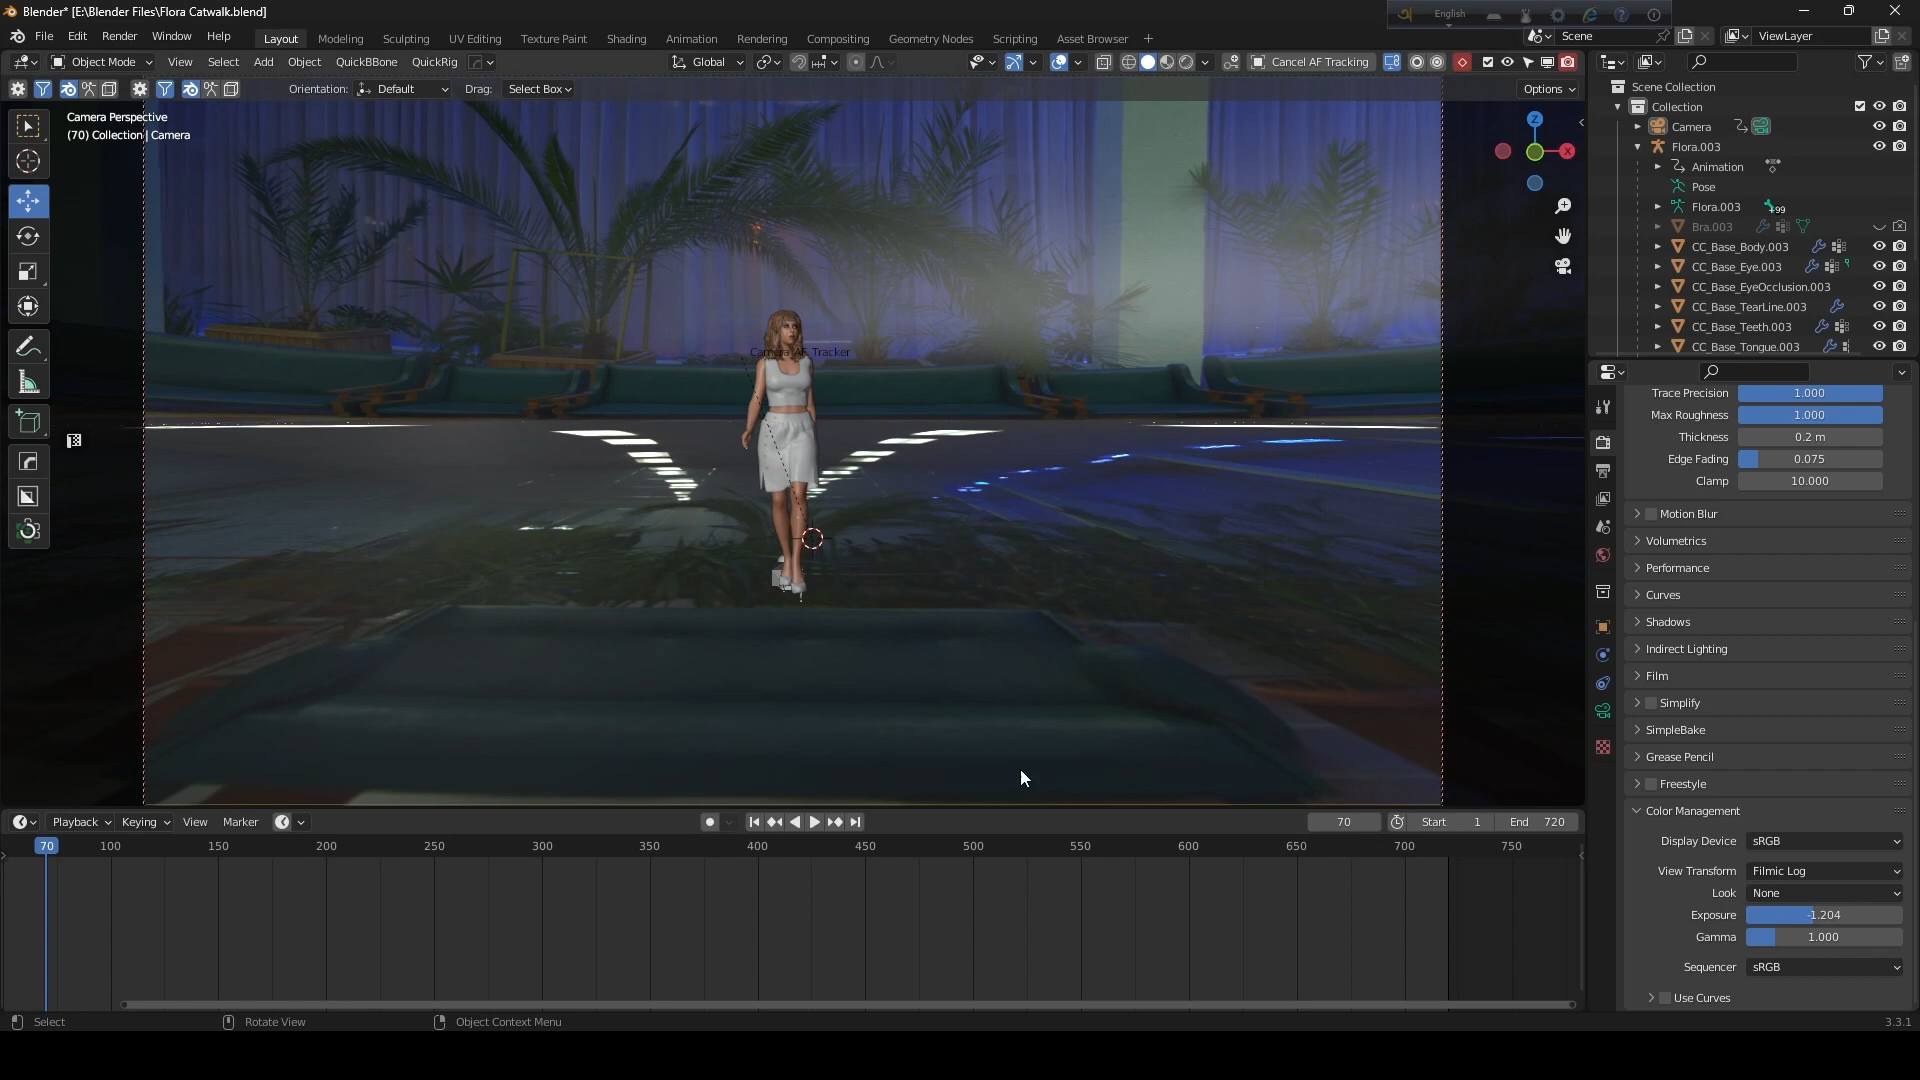 Blender* [E:\Blender Files\Flora Catwalk.blend]
English
File Edit Render Window Help
Layout Modeling Sculpting UV Editing Texture Paint Shading Animation Rendering Compositing Geometry Nodes Scripting Asset Browser +
Scene
ViewLayer
Object Mode View Select Add Object QuickBBone QuickRig
Global
Cancel AF Tracking
Orientation: Default Drag: Select Box
Options
Camera Perspective
(70) Collection | Camera
Z
X
Camera AF Tracker
Scene Collection
Collection
Camera
Flora.003
Animation
Pose
Flora.003
+99
Bra.003
CC_Base_Body.003
CC_Base_Eye.003
CC_Base_EyeOcclusion.003
CC_Base_TearLine.003
CC_Base_Teeth.003
CC_Base_Tongue.003
Trace Precision 1.000
Max Roughness 1.000
Thickness 0.2 m
Edge Fading 0.075
Clamp 10.000
Motion Blur
Volumetrics
Performance
Curves
Shadows
Indirect Lighting
Film
Simplify
SimpleBake
Grease Pencil
Freestyle
Color Management
Display Device sRGB
View Transform Filmic Log
Look None
Exposure -1.204
Gamma 1.000
Sequencer sRGB
Use Curves
Playback Keying View Marker
70 Start 1 End 720
70 100 150 200 250 300 350 400 450 500 550 600 650 700 750
Select Rotate View Object Context Menu
3.3.1